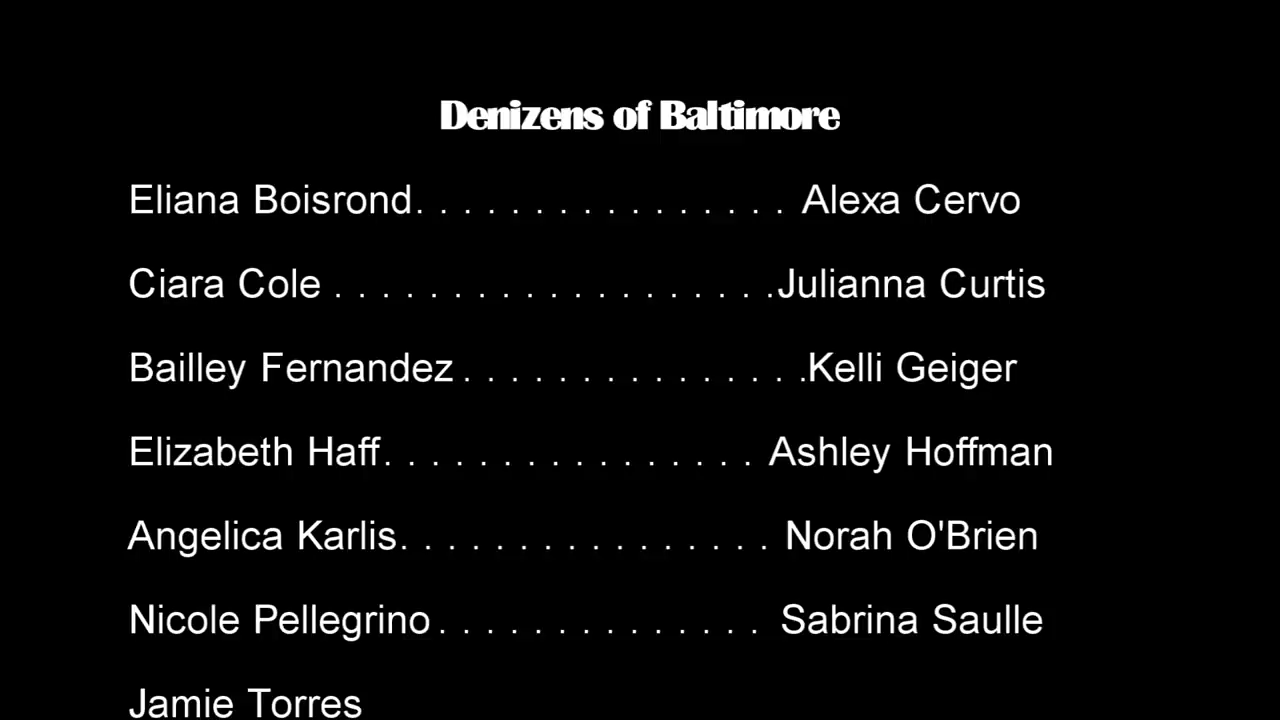 Denizens of Baltimore
Eliana Boisrond. . . . . . . . . . . . . . . . Alexa Cervo
Ciara Cole . . . . . . . . . . . . . . . . . . .Julianna Curtis
Bailley Fernandez . . . . . . . . . . . . . . .Kelli Geiger
Elizabeth Haff. . . . . . . . . . . . . . . . Ashley Hoffman
Angelica Karlis. . . . . . . . . . . . . . . . Norah O'Brien
Nicole Pellegrino . . . . . . . . . . . . . . Sabrina Saulle
Jamie Torres